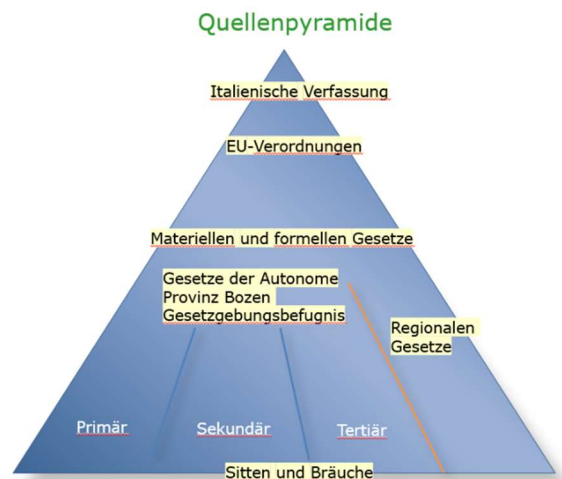 Quellenpyramide
Italienische Verfassung
EU-Verordnungen
Materiellen und formellen Gesetze
Gesetze der Autonome
Provinz Bozen
Gesetzgebungsbefugnis
Regionalen
Gesetze
Primär
Sekundär
Tertiär
Sitten und Bräuche